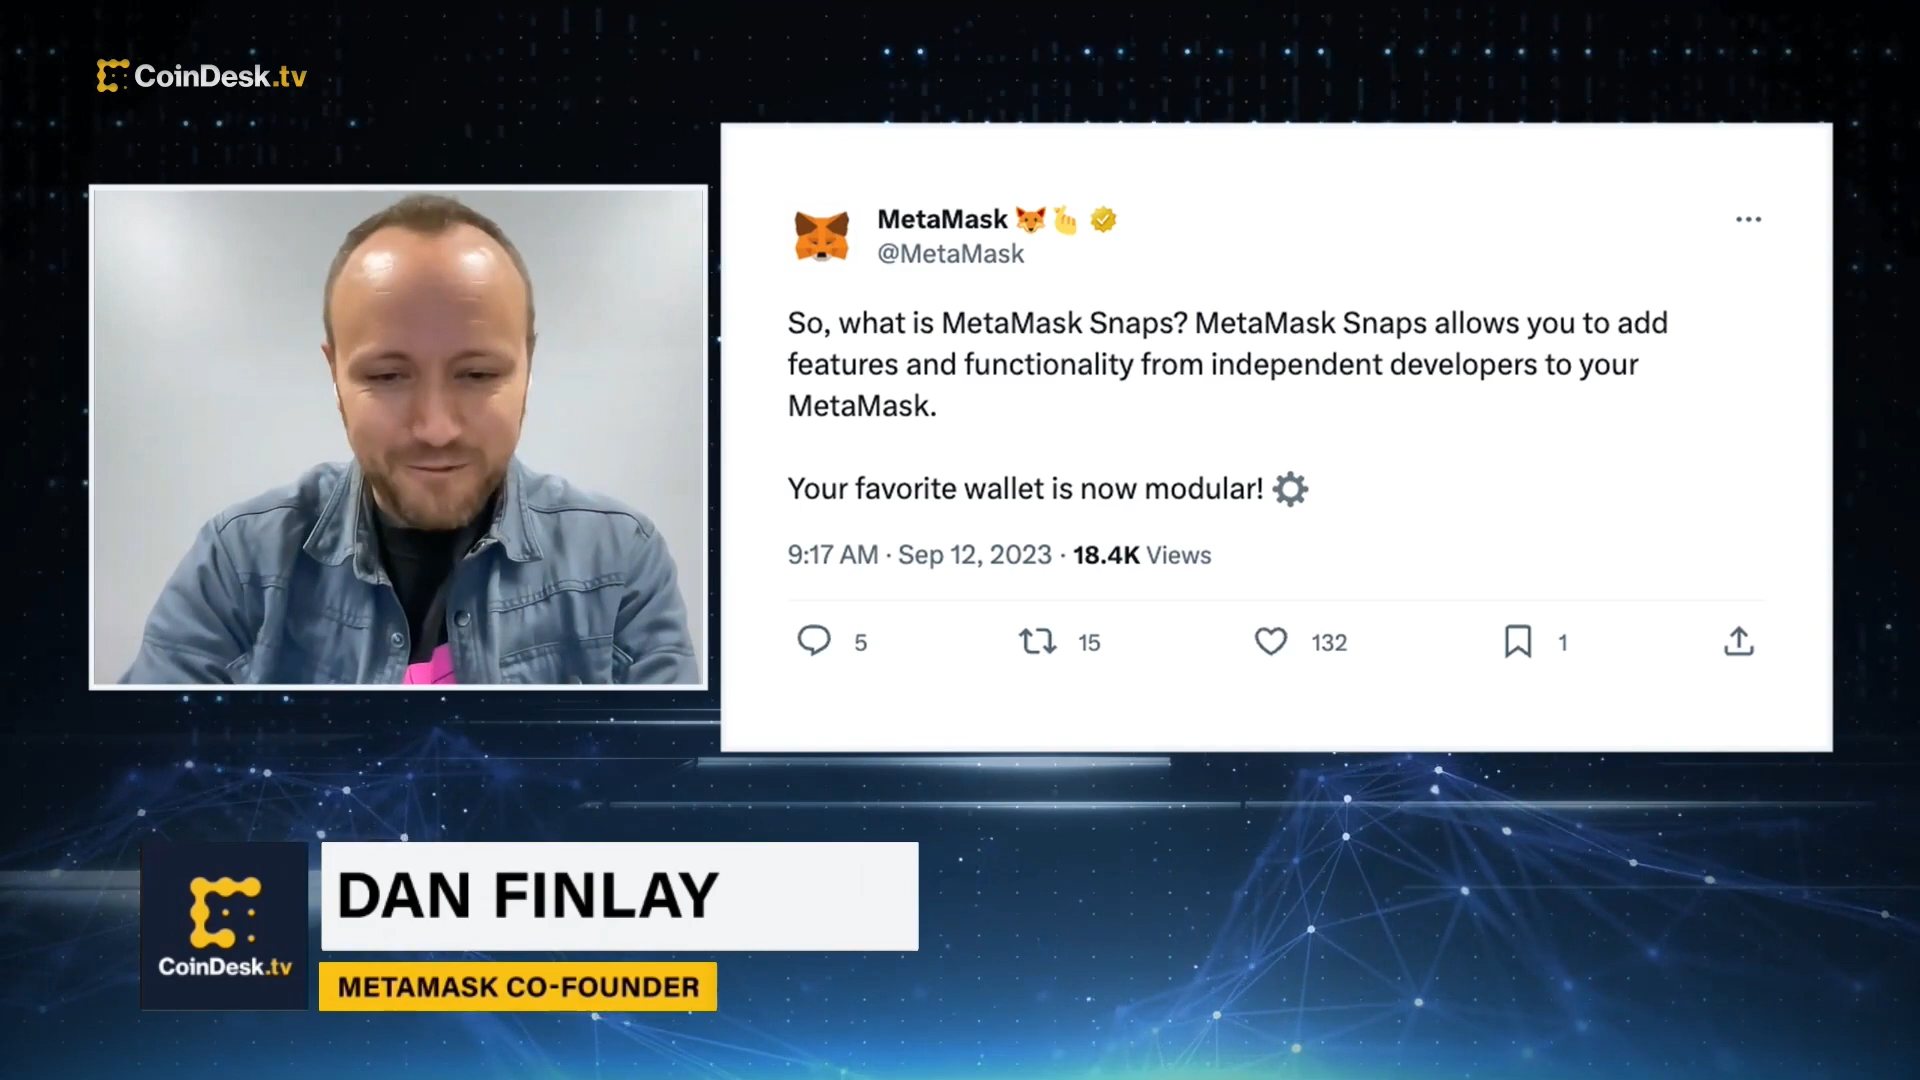 CoinDesk.tv
MetaMask 🦊🫰
@MetaMask
So, what is MetaMask Snaps? MetaMask Snaps allows you to add
features and functionality from independent developers to your
MetaMask.
Your favorite wallet is now modular! ⚙️
9:17 AM · Sep 12, 2023 · 18.4K Views
5 15 132 1
DAN FINLAY
CoinDesk.tv
METAMASK CO-FOUNDER